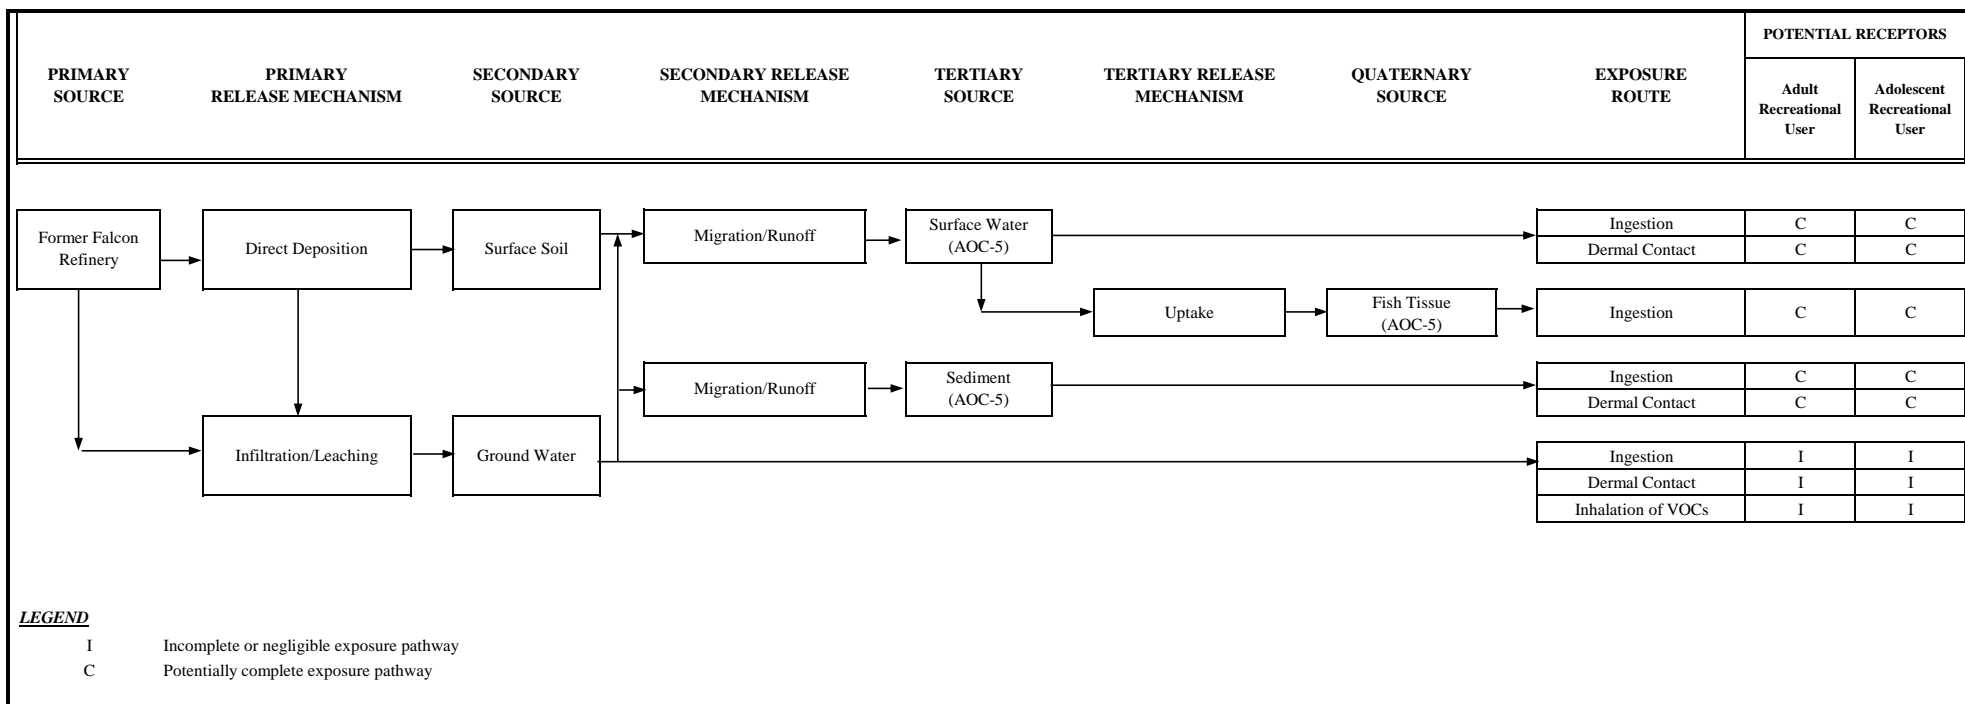 POTENTIAL RECEPTORS
PRIMARY
SOURCE
PRIMARY
RELEASE MECHANISM
SECONDARY
SOURCE
SECONDARY RELEASE
MECHANISM
TERTIARY
SOURCE
TERTIARY RELEASE
MECHANISM
QUATERNARY
SOURCE
EXPOSURE
ROUTE
Adult
Recreational
User
Adolescent
Recreational
User
Former Falcon
Refinery
Direct Deposition
Surface Soil
Migration/Runoff
Surface Water
(AOC-5)
Ingestion C C
Dermal Contact C C
Uptake
Fish Tissue
(AOC-5)
Ingestion C C
Migration/Runoff
Sediment
(AOC-5)
Ingestion C C
Dermal Contact C C
Infiltration/Leaching
Ground Water
Ingestion I I
Dermal Contact I I
Inhalation of VOCs I I
LEGEND
I Incomplete or negligible exposure pathway
C Potentially complete exposure pathway